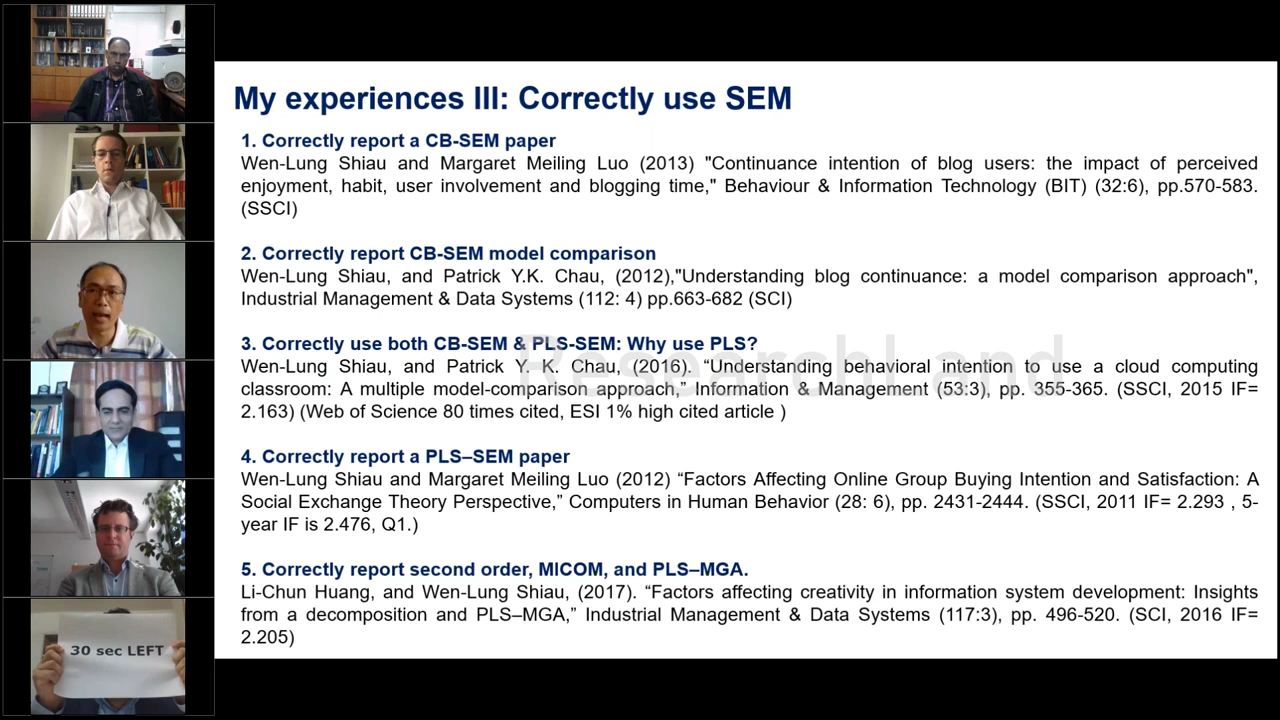 My experiences III: Correctly use SEM
1. Correctly report a CB-SEM paper
Wen-Lung Shiau and Margaret Meiling Luo (2013) "Continuance intention of blog users: the impact of perceived
enjoyment, habit, user involvement and blogging time," Behaviour & Information Technology (BIT) (32:6), pp.570-583.
(SSCI)
2. Correctly report CB-SEM model comparison
Wen-Lung Shiau, and Patrick Y.K. Chau, (2012),"Understanding blog continuance: a model comparison approach",
Industrial Management & Data Systems (112: 4) pp.663-682 (SCI)
3. Correctly use both CB-SEM & PLS-SEM: Why use PLS?
Wen-Lung Shiau, and Patrick Y. K. Chau, (2016). “Understanding behavioral intention to use a cloud computing
classroom: A multiple model-comparison approach,” Information & Management (53:3), pp. 355-365. (SSCI, 2015 IF=
2.163) (Web of Science 80 times cited, ESI 1% high cited article )
ResearchLand
4. Correctly report a PLS–SEM paper
Wen-Lung Shiau and Margaret Meiling Luo (2012) “Factors Affecting Online Group Buying Intention and Satisfaction: A
Social Exchange Theory Perspective,” Computers in Human Behavior (28: 6), pp. 2431-2444. (SSCI, 2011 IF= 2.293 , 5-
year IF is 2.476, Q1.)
5. Correctly report second order, MICOM, and PLS–MGA.
Li-Chun Huang, and Wen-Lung Shiau, (2017). “Factors affecting creativity in information system development: Insights
from a decomposition and PLS–MGA,” Industrial Management & Data Systems (117:3), pp. 496-520. (SCI, 2016 IF=
2.205)
30 sec LEFT